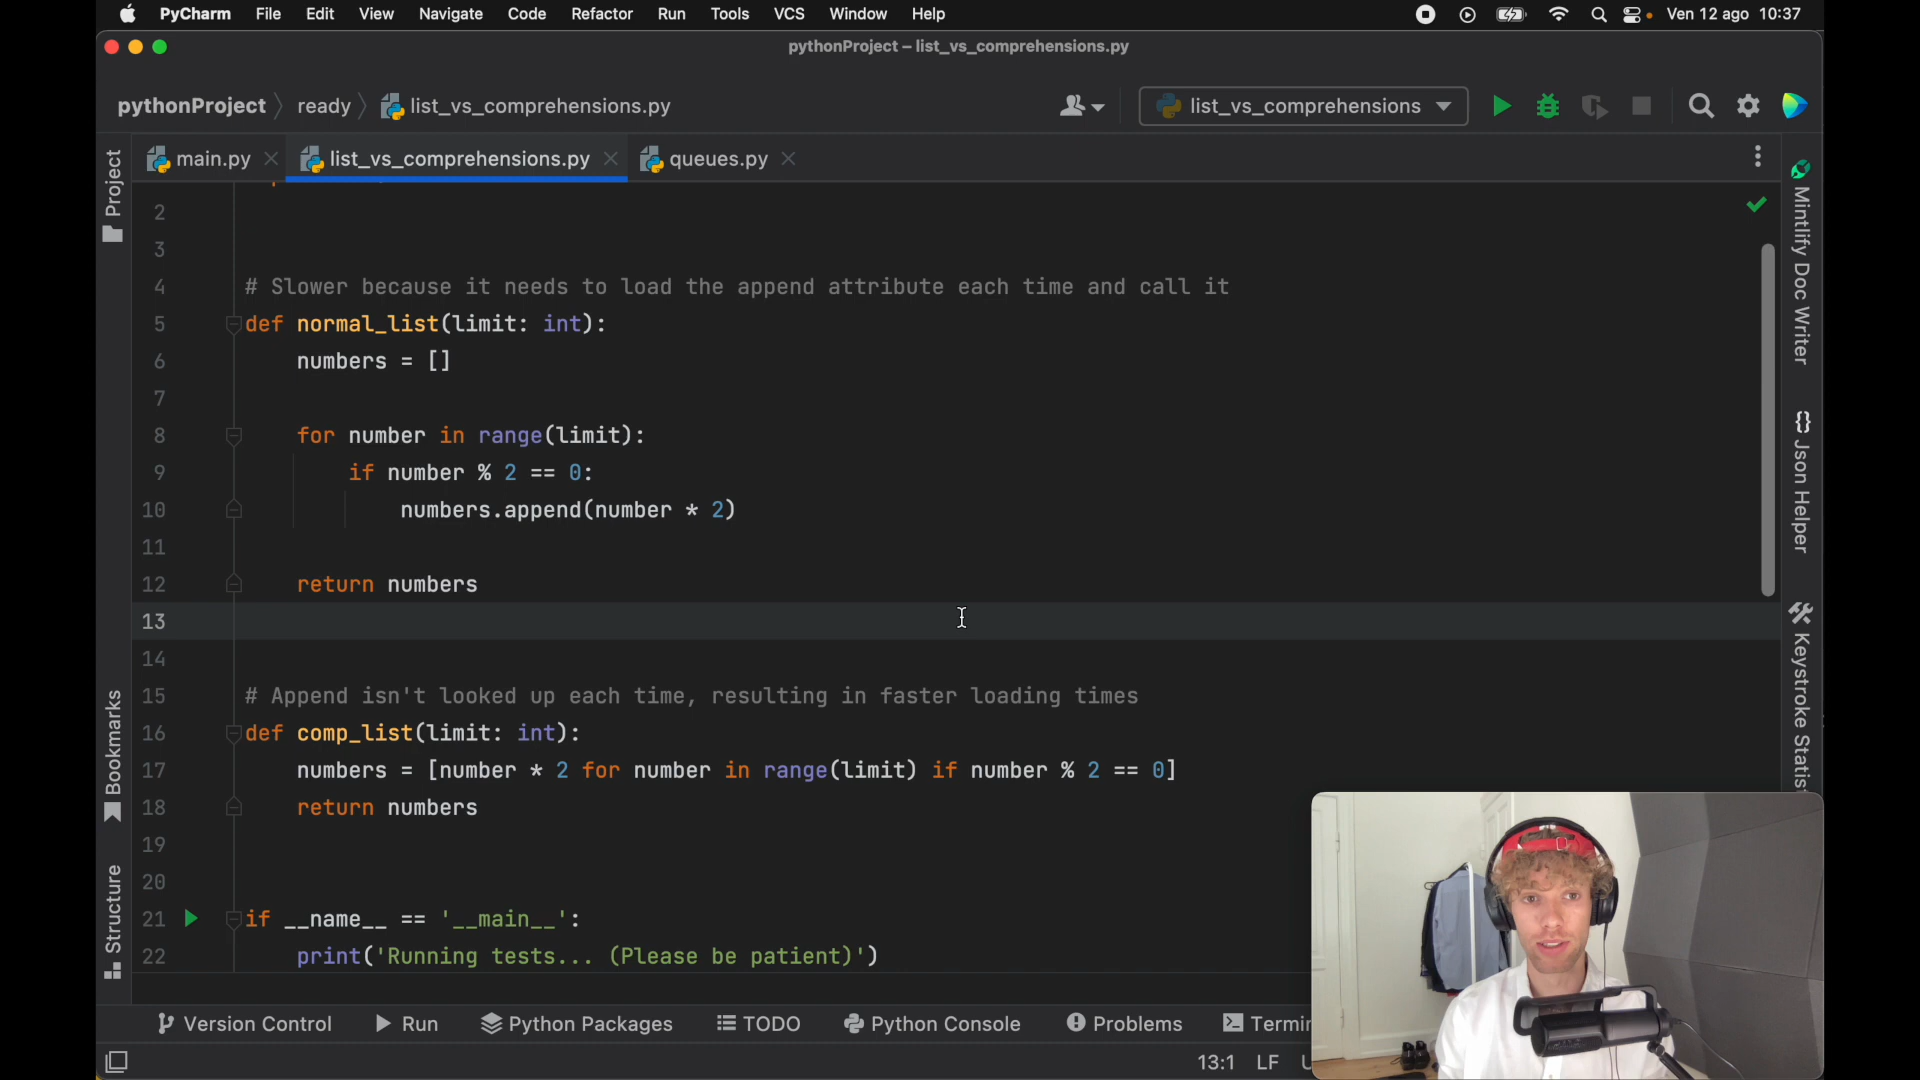 PyCharm File Edit View Navigate Code Refactor Run Tools VCS Window Help Ven 12 ago 10:37
pythonProject – list_vs_comprehensions.py
pythonProject ready list_vs_comprehensions.py list_vs_comprehensions
main.py list_vs_comprehensions.py queues.py
Project
Bookmarks
Structure
2
3
4 # Slower because it needs to load the append attribute each time and call it
5 def normal_list(limit: int):
6 numbers = []
7
8 for number in range(limit):
9 if number % 2 == 0:
10 numbers.append(number * 2)
11
12 return numbers
13
14
15 # Append isn't looked up each time, resulting in faster loading times
16 def comp_list(limit: int):
17 numbers = [number * 2 for number in range(limit) if number % 2 == 0]
18 return numbers
19
20
21 if __name__ == '__main__':
22 print('Running tests... (Please be patient)')
Mintlify Doc Writer
{} Json Helper
Keystroke Statis
Version Control Run Python Packages TODO Python Console Problems Termin
13:1 LF